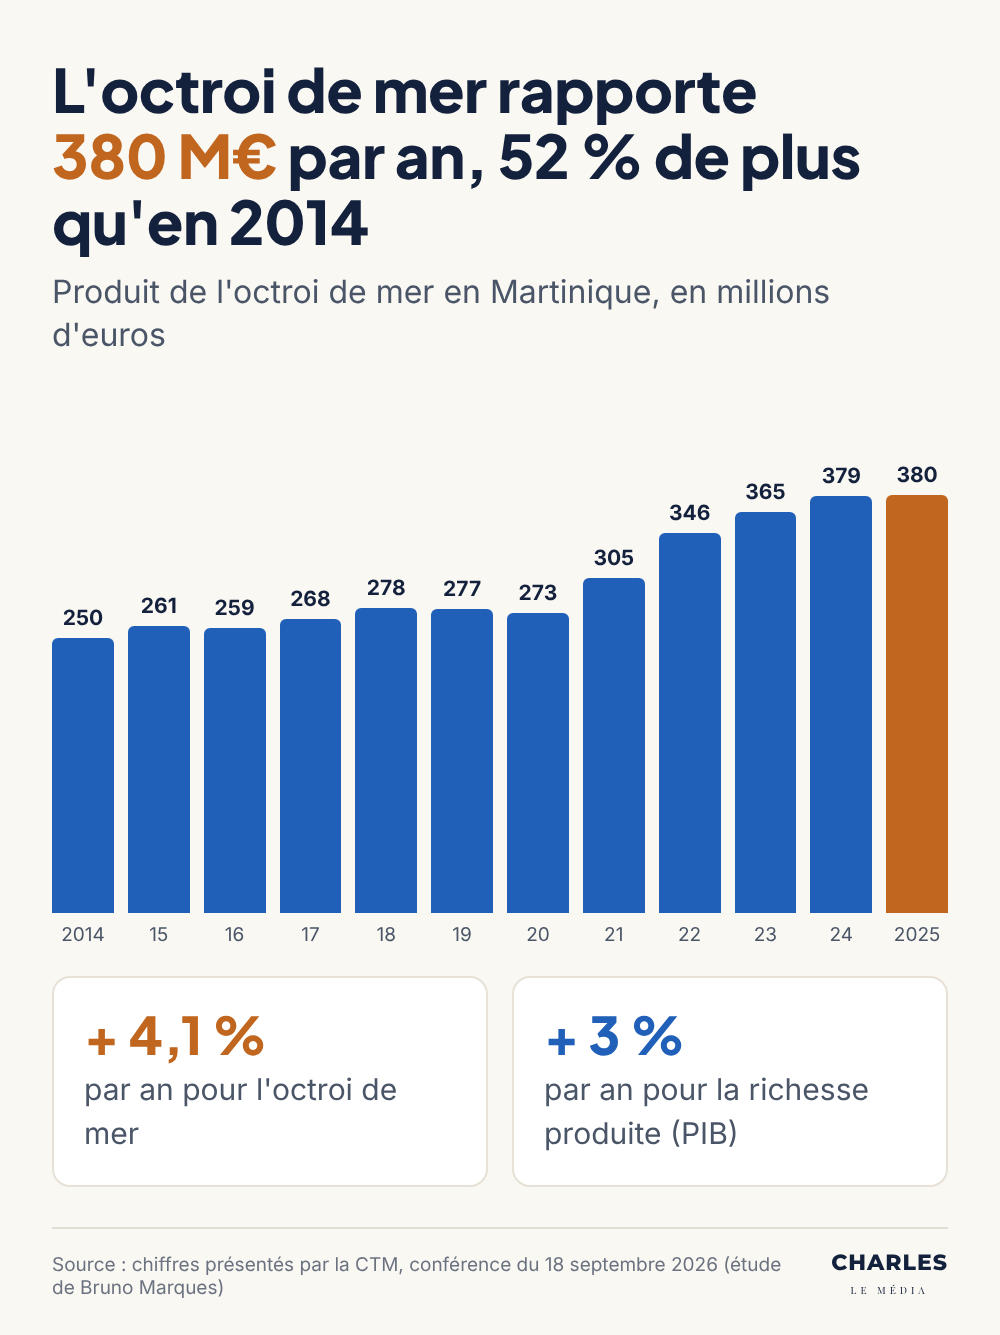 L'octroi de mer rapporte
380 M€ par an, 52 % de plus
qu'en 2014
Produit de l'octroi de mer en Martinique, en millions
d'euros
250
261
259
268
278
277
273
305
346
365
379
380
2014
15
16
17
18
19
20
21
22
23
24
2025
+ 4,1 %
par an pour l'octroi de
mer
+ 3 %
par an pour la richesse
produite (PIB)
Source : chiffres présentés par la CTM, conférence du 18 septembre 2026 (étude
de Bruno Marques)
CHARLES
LE MÉDIA